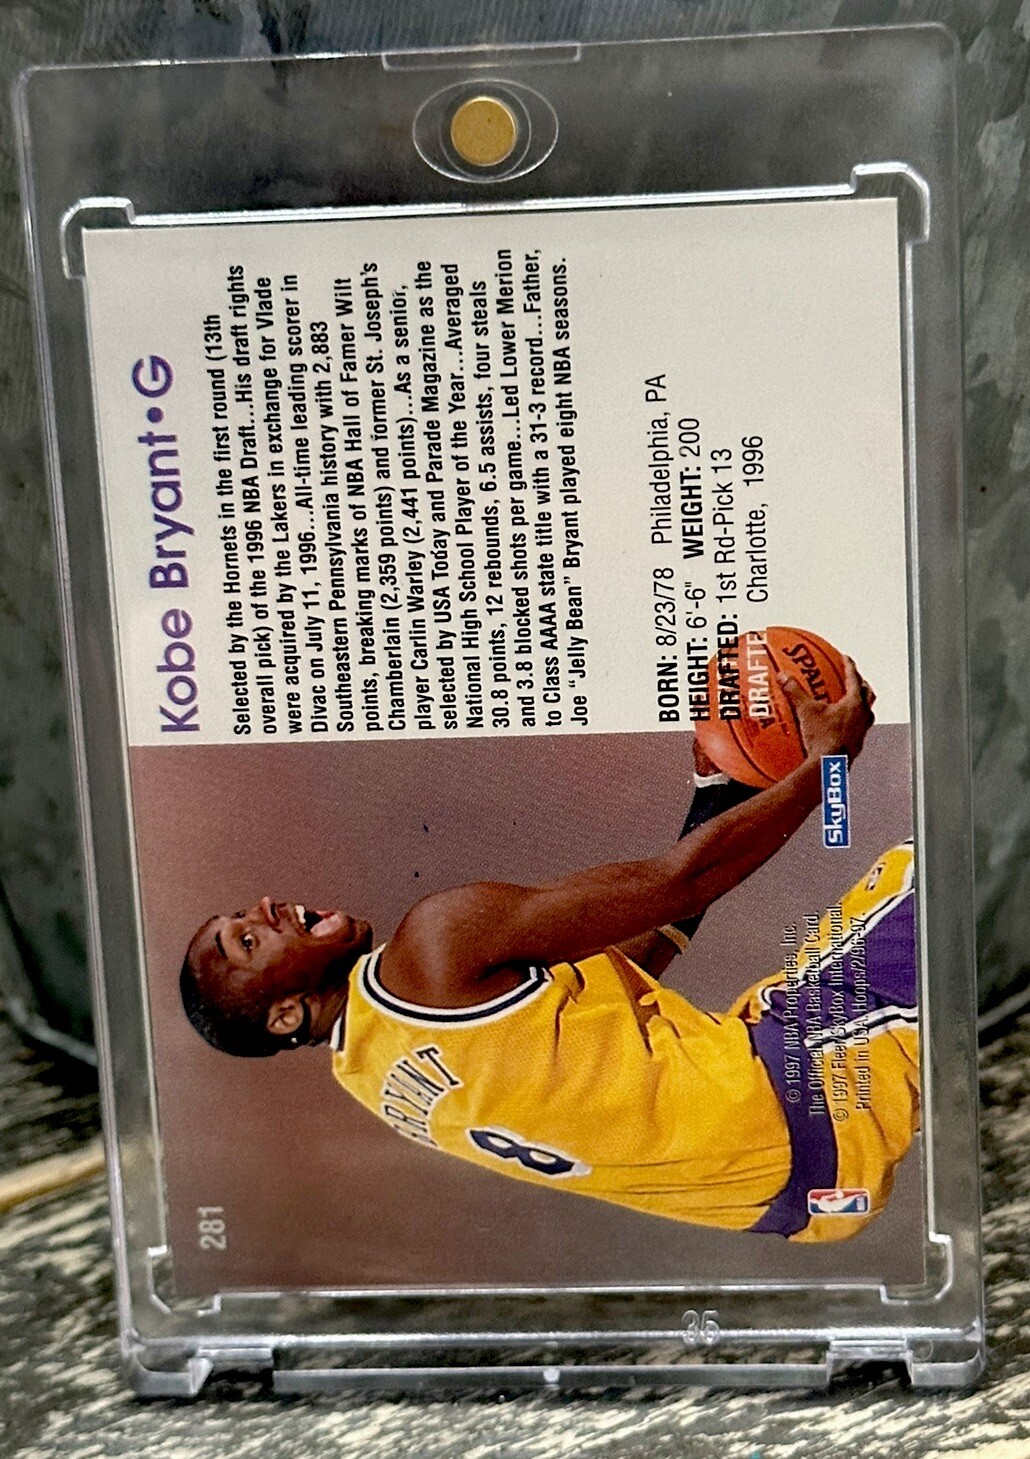 Kobe Bryant • G
Selected by the Hornets in the first round (13th
overall pick) of the 1996 NBA Draft...His draft rights
were acquired by the Lakers in exchange for Vlade
Divac on July 11, 1996...All-time leading scorer in
Southeastern Pennsylvania history with 2,883
points, breaking marks of NBA Hall of Famer Wilt
Chamberlain (2,359 points) and former St. Joseph's
player Carlin Warley (2,441 points)...As a senior,
selected by USA Today and Parade Magazine as the
National High School Player of the Year...Averaged
30.8 points, 12 rebounds, 6.5 assists, four steals
and 3.8 blocked shots per game...Led Lower Merion
to Class AAAA state title with a 31-3 record...Father,
Joe "Jelly Bean" Bryant played eight NBA seasons.
BORN: 8/23/78 Philadelphia, PA
HEIGHT: 6'-6" WEIGHT: 200
DRAFTED: 1st Rd-Pick 13
DRAFTE
Charlotte, 1996
SPALDING
SkyBox
281
BRYANT
8
© 1997 NBA Properties, Inc.
The Official NBA Basketball Card.
© 1997 Fleer/SkyBox International.
Printed in USA. Hoops/2/96-97.
35